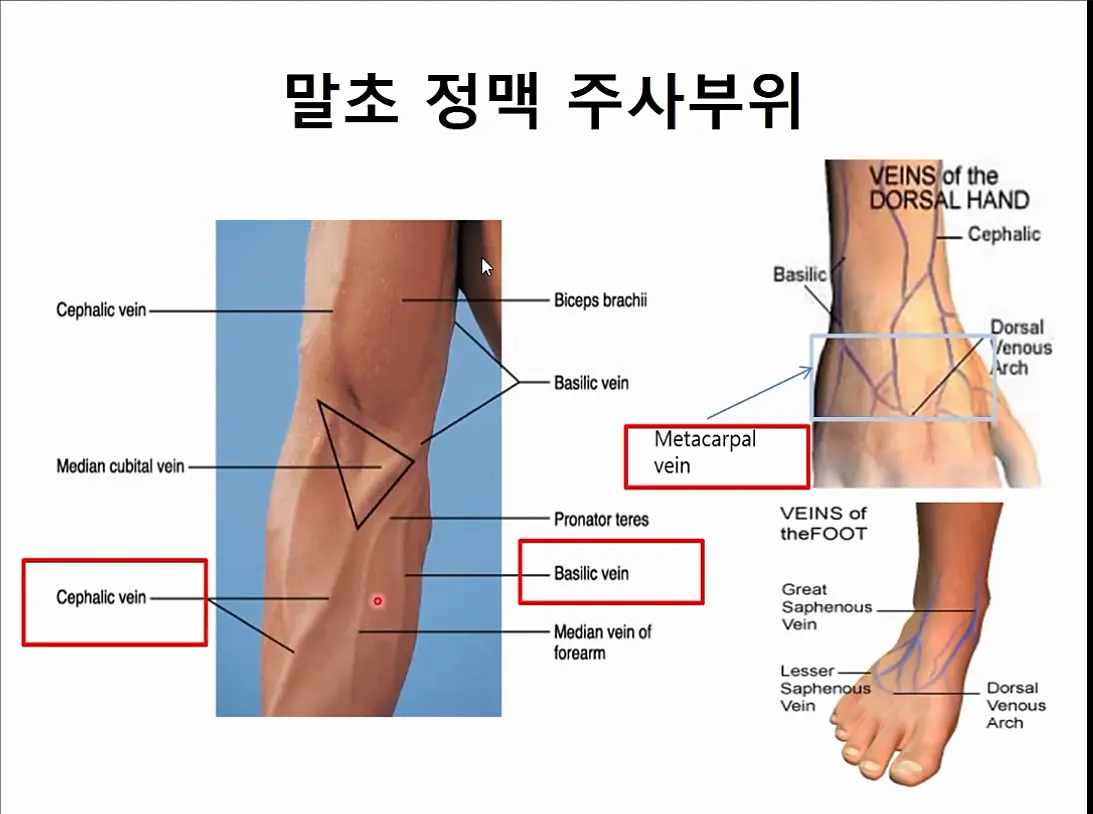 말초 정맥 주사부위
Cephalic vein
Median cubital vein
Cephalic vein
Biceps brachii
Basilic vein
Pronator teres
Basilic vein
Median vein of
forearm
VEINS of the
DORSAL HAND
Cephalic
Basilic
Dorsal
Venous
Arch
Metacarpal
vein
VEINS of
theFOOT
Great
Saphenous
Vein
Lesser
Saphenous
Vein
Dorsal
Venous
Arch